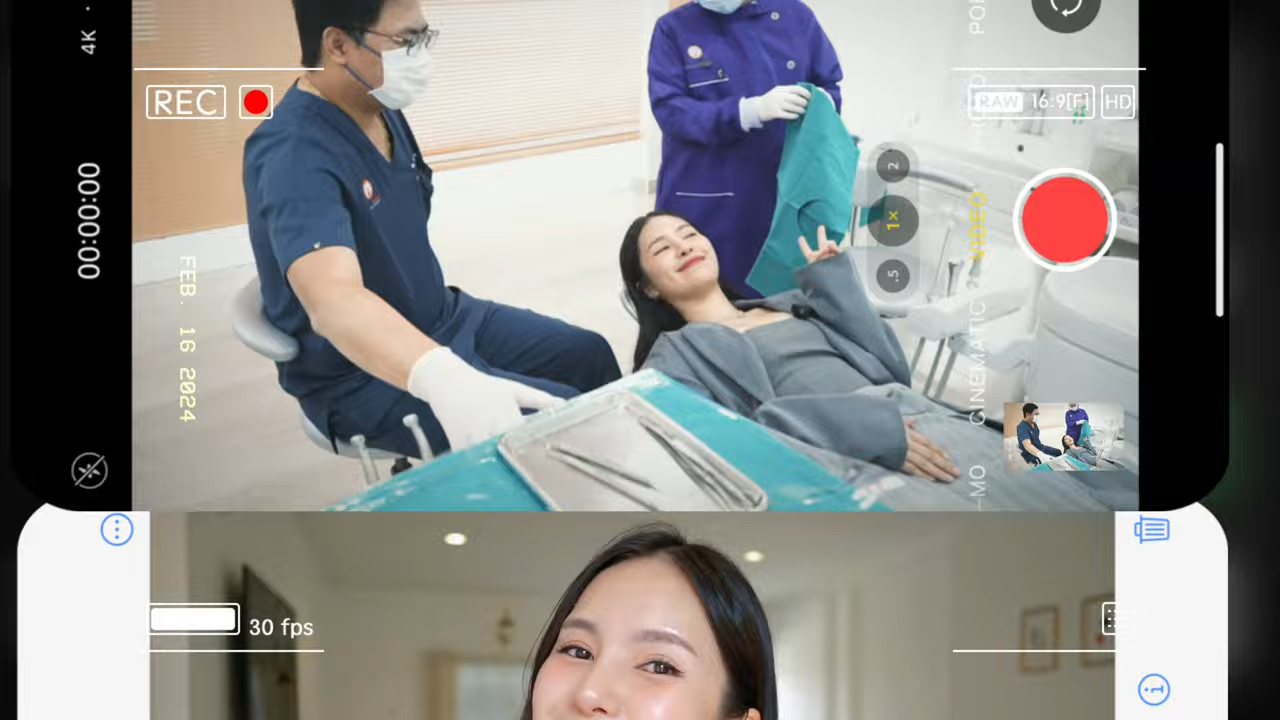 4K
REC
RAW 16:9[F] HD
00:00:00
2
1×
.5
VIDEO
CINEMATIC
FEB. 16 2024
30 fps